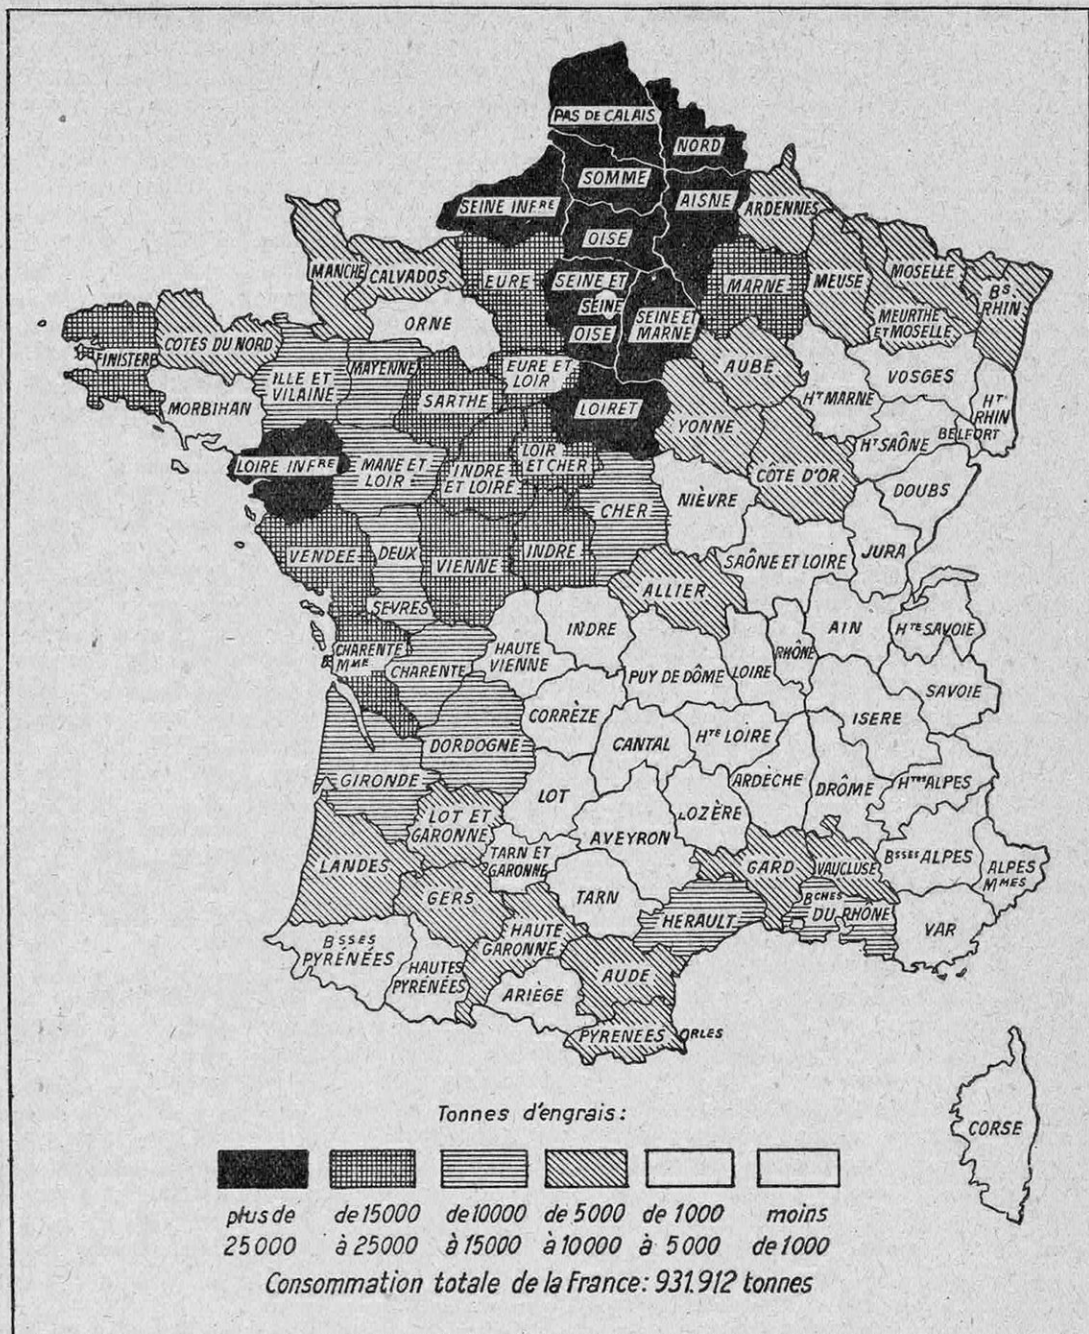 PAS DE CALAIS
NORD
SOMME
AISNE
SEINE INFRE
ARDENNES
OISE
MANCHE
CALVADOS
EURE
SEINE ET
OISE
SEINE
SEINE ET
MARNE
MARNE
MEUSE
MOSELLE
MEURTHE
ET MOSELLE
BS
RHIN
ORNE
FINISTERE
COTES DU NORD
ILLE ET
VILAINE
MAYENNE
SARTHE
EURE ET
LOIR
AUBE
HT MARNE
VOSGES
HT
RHIN
BELFORT
HT SAÔNE
MORBIHAN
LOIRET
YONNE
LOIRE INFRE
MANE ET
LOIR
INDRE
ET LOIRE
LOIR
ET CHER
CÔTE D'OR
DOUBS
CHER
NIÈVRE
VENDEE
DEUX
SEVRES
VIENNE
INDRE
SAÔNE ET LOIRE
JURA
ALLIER
CHARENTE
MME
CHARENTE
HAUTE
VIENNE
INDRE
PUY DE DÔME
LOIRE
RHÔNE
AIN
HTE SAVOIE
SAVOIE
ISERE
CORRÈZE
CANTAL
HTE LOIRE
ARDÈCHE
DRÔME
HTES ALPES
DORDOGNE
GIRONDE
LOT
LOT ET
GARONNE
LOZÈRE
AVEYRON
TARN ET
GARONNE
LANDES
GARD
VAUCLUSE
BSSES ALPES
ALPES
MMES
GERS
TARN
HERAULT
BCHES
DU RHÔNE
VAR
HAUTE
GARONNE
BSSES
PYRÉNÉES
HAUTES
PYRÉNÉES
ARIÈGE
AUDE
PYRENEES ORLES
CORSE
Tonnes d'engrais:
plus de
25000
de 15000
à 25000
de 10000
à 15000
de 5000
à 10000
de 1000
à 5000
moins
de 1000
Consommation totale de la France: 931.912 tonnes